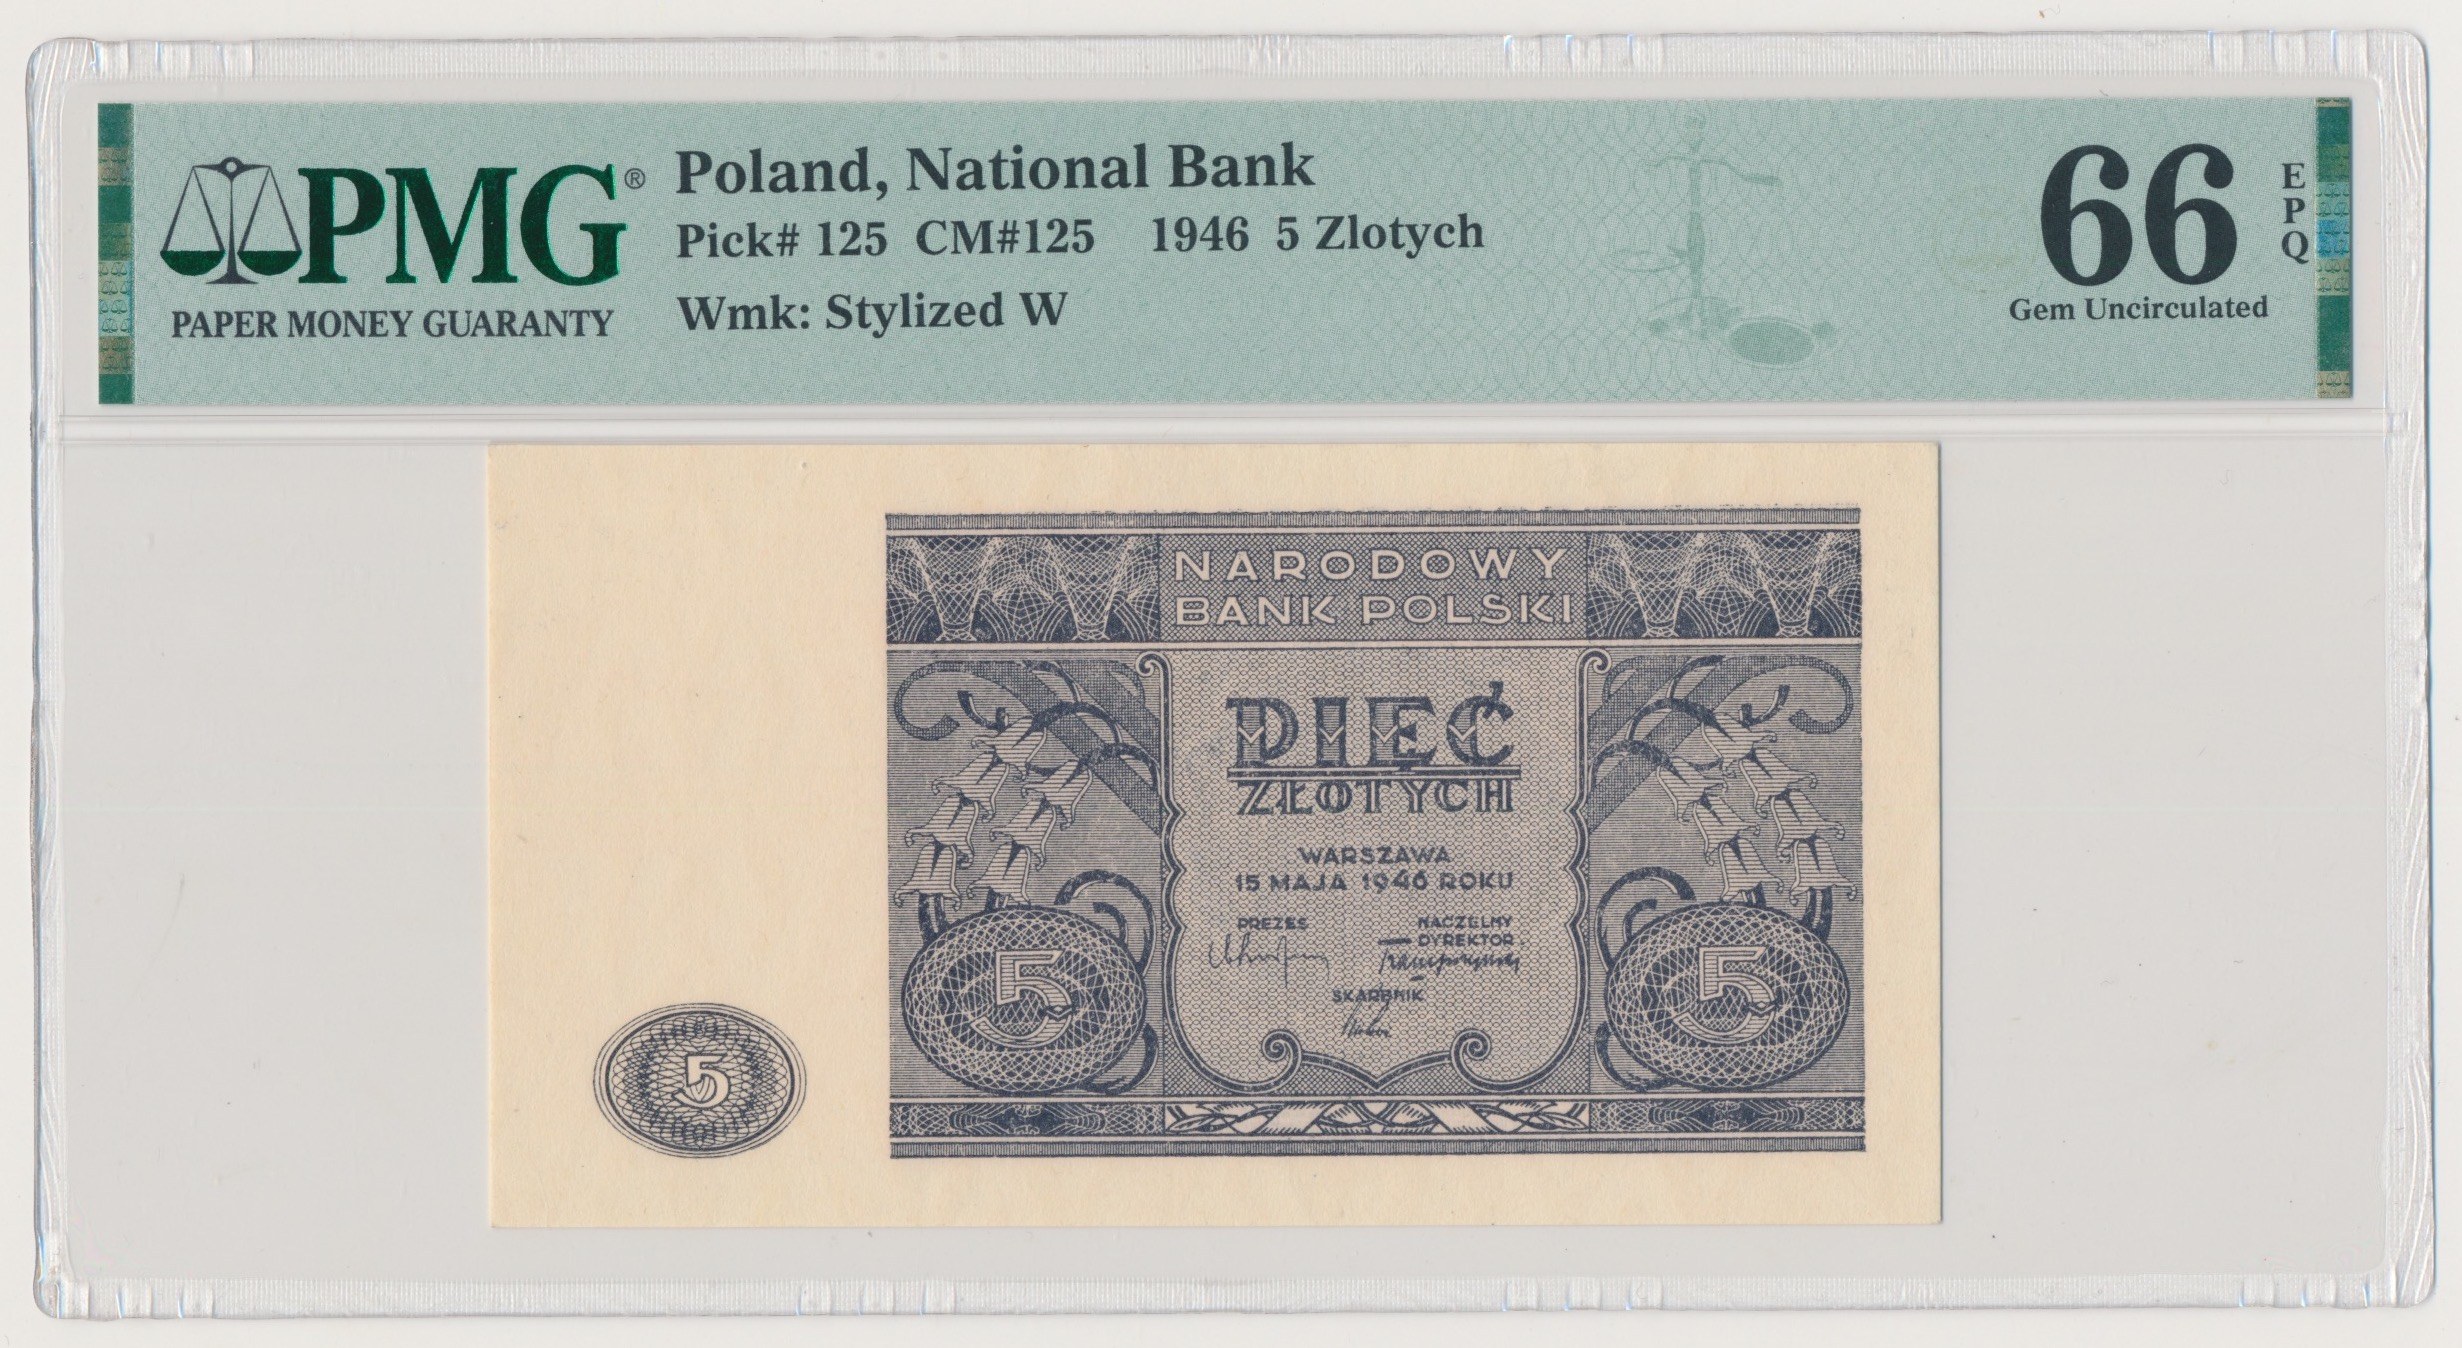 PMG®
PAPER MONEY GUARANTY
Poland, National Bank
Pick# 125 CM#125 1946 5 Zlotych
Wmk: Stylized W
66 EPQ
Gem Uncirculated
NARODOWY
BANK POLSKI
PIĘĆ
ZŁOTYCH
WARSZAWA
15 MAJA 1946 ROKU
PREZES
NACZELNY
DYREKTOR
SKARBNIK
5
5
5